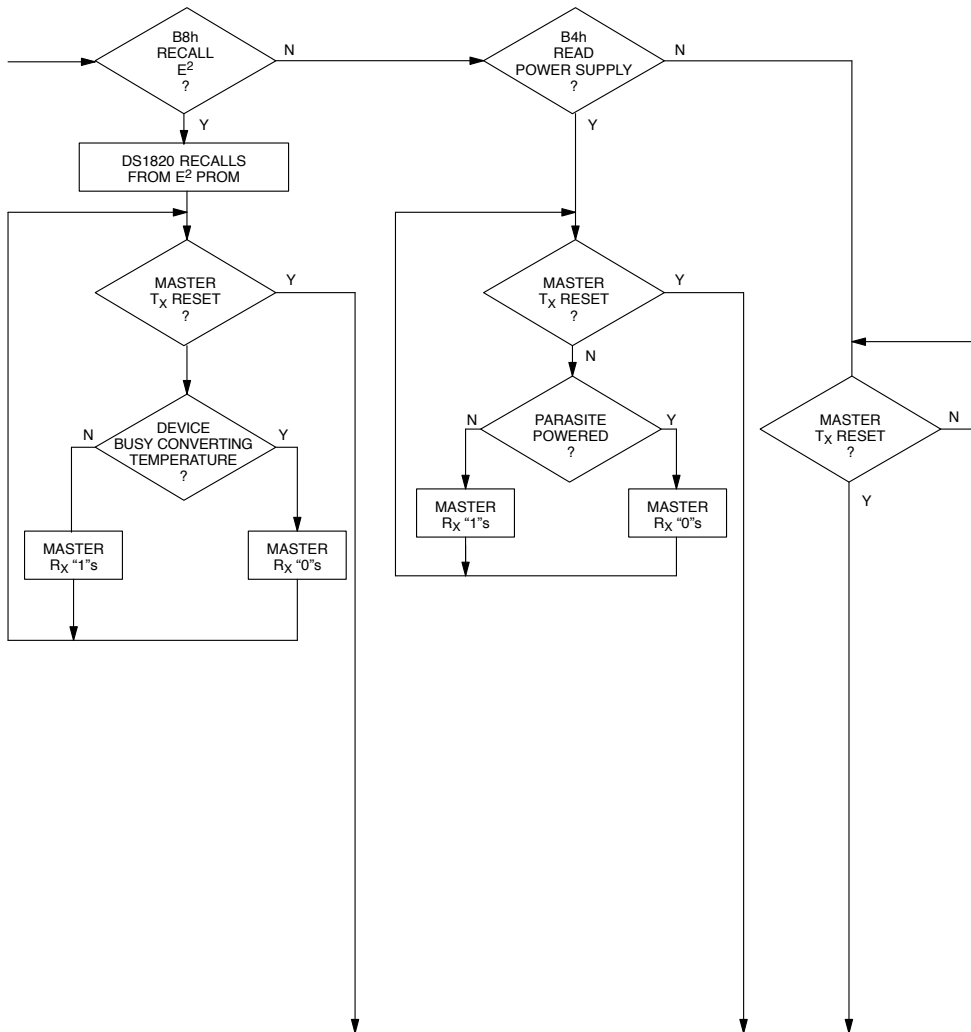 B8h
RECALL
E²
?
N
Y
DS1820 RECALLS
FROM E² PROM
MASTER
TX RESET
?
Y
DEVICE
BUSY CONVERTING
TEMPERATURE
?
N
Y
MASTER
RX “1”s
MASTER
RX “0”s
B4h
READ
POWER SUPPLY
?
N
Y
MASTER
TX RESET
?
Y
N
PARASITE
POWERED
?
N
Y
MASTER
RX “1”s
MASTER
RX “0”s
MASTER
TX RESET
?
N
Y